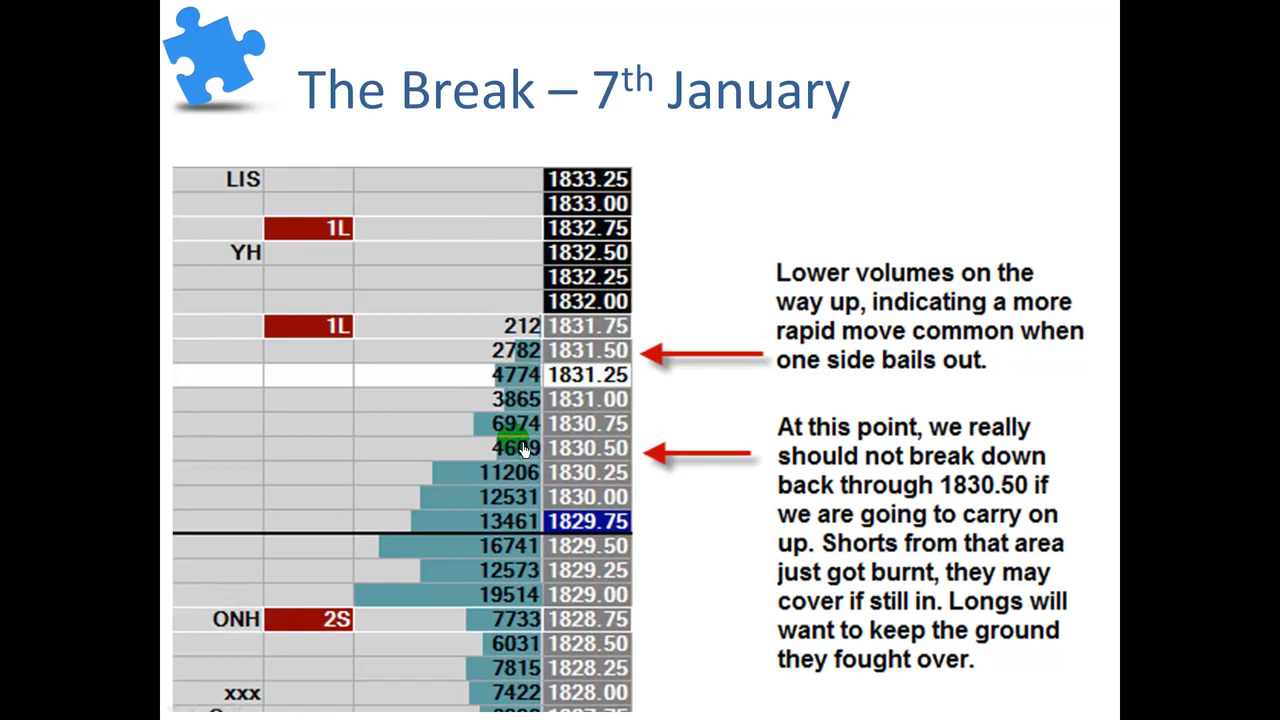 The Break – 7th January
LIS 1833.25
1833.00
1L 1832.75
YH 1832.50
1832.25
1832.00
1L 212 1831.75
2782 1831.50
4774 1831.25
3865 1831.00
6974 1830.75
1830.50
11206 1830.25
12531 1830.00
13461 1829.75
16741 1829.50
12573 1829.25
19514 1829.00
ONH 2S 7733 1828.75
6031 1828.50
7815 1828.25
xxx 7422 1828.00
Lower volumes on the
way up, indicating a more
rapid move common when
one side bails out.
At this point, we really
should not break down
back through 1830.50 if
we are going to carry on
up. Shorts from that area
just got burnt, they may
cover if still in. Longs will
want to keep the ground
they fought over.